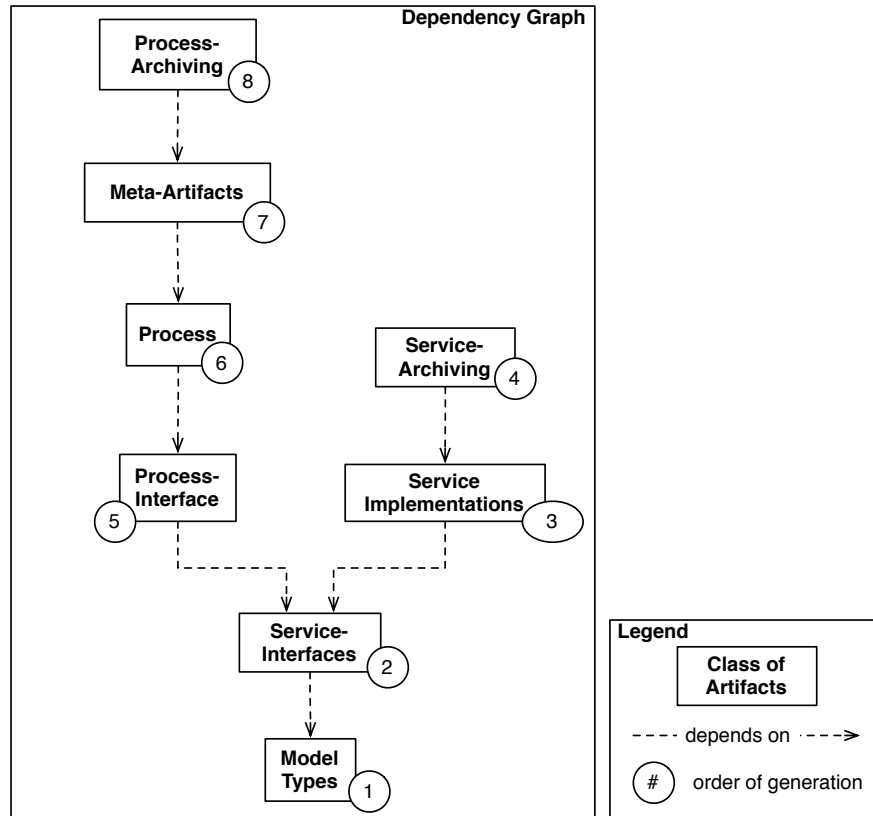 Dependency Graph
Process-
Archiving
8
Meta-Artifacts
7
Process
6
Service-
Archiving
4
Process-
Interface
5
Service
Implementations
3
Service-
Interfaces
2
Model
Types
1
Legend
Class of
Artifacts
depends on
# order of generation